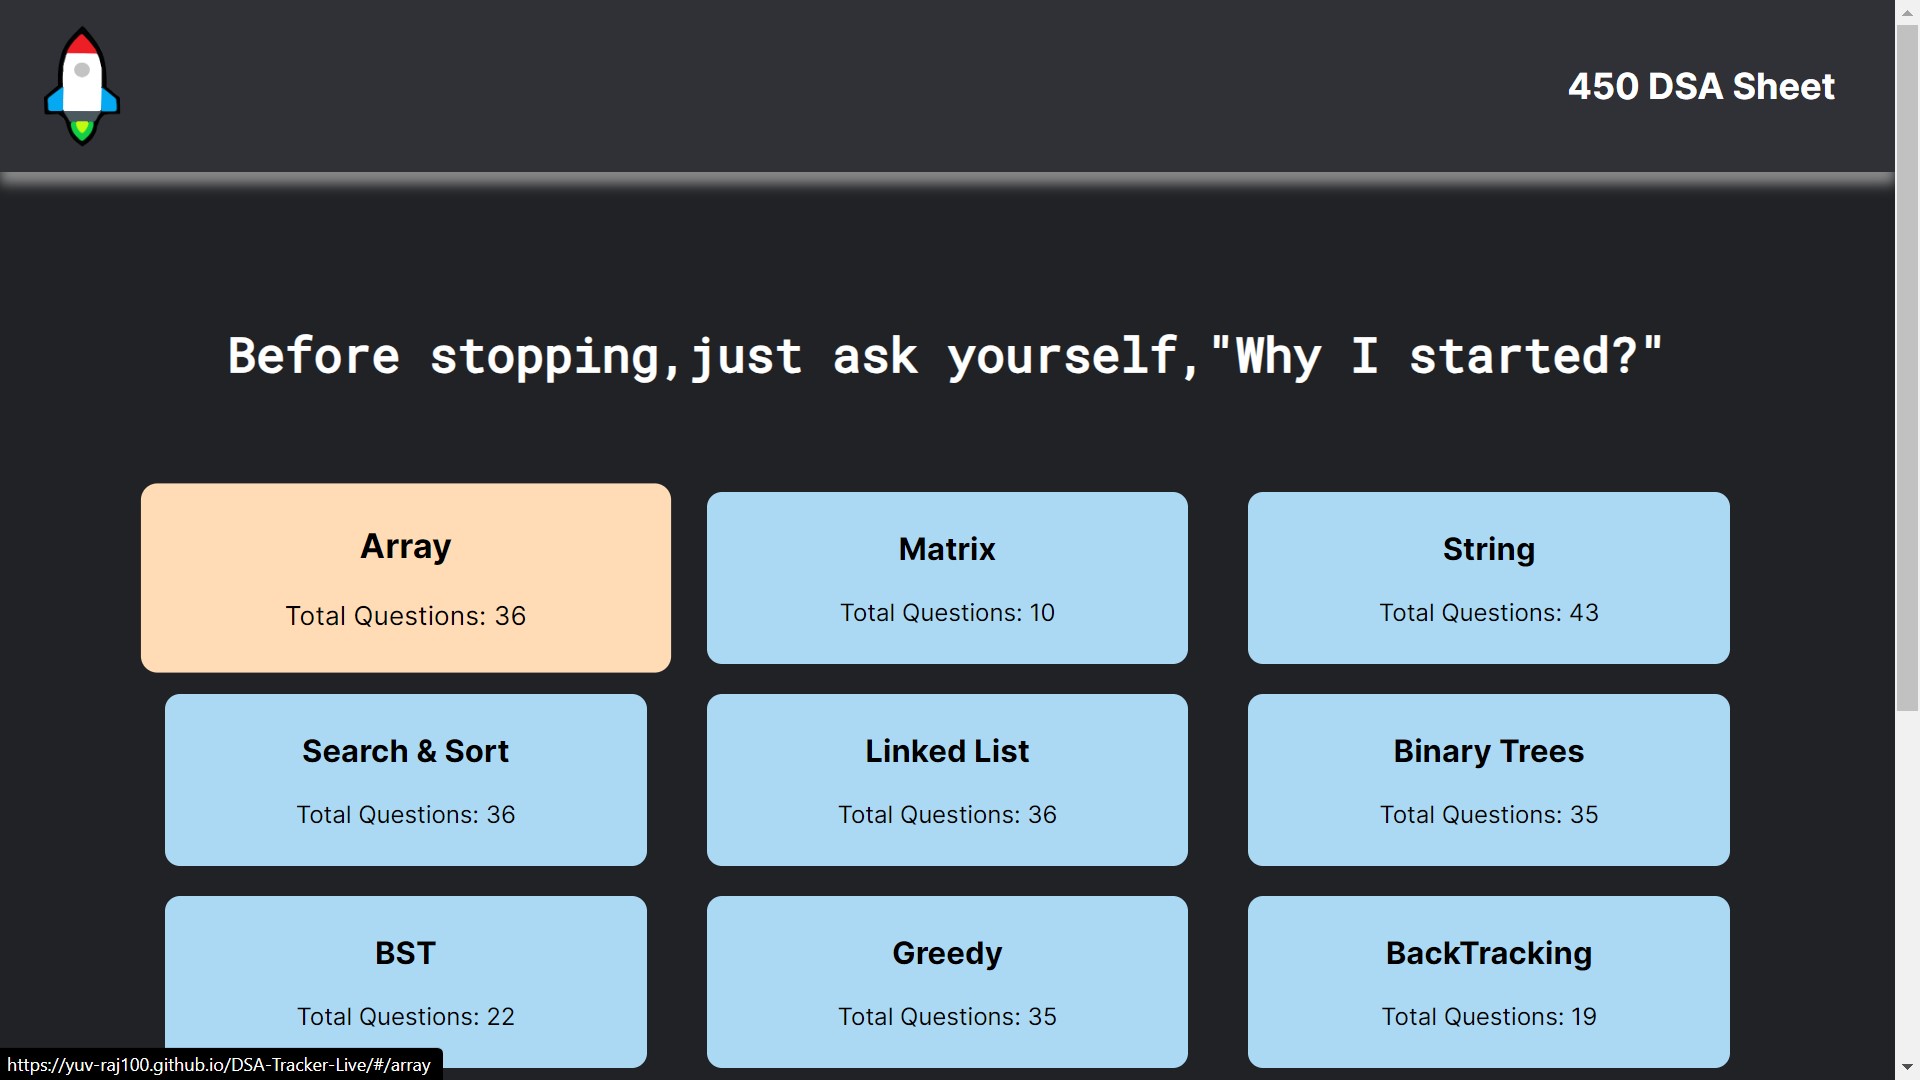 450 DSA Sheet
Before stopping,just ask yourself,"Why I started?"
Array
Total Questions: 36
Matrix
Total Questions: 10
String
Total Questions: 43
Search & Sort
Total Questions: 36
Linked List
Total Questions: 36
Binary Trees
Total Questions: 35
BST
Total Questions: 22
Greedy
Total Questions: 35
BackTracking
Total Questions: 19
https://yuv-raj100.github.io/DSA-Tracker-Live/#/array